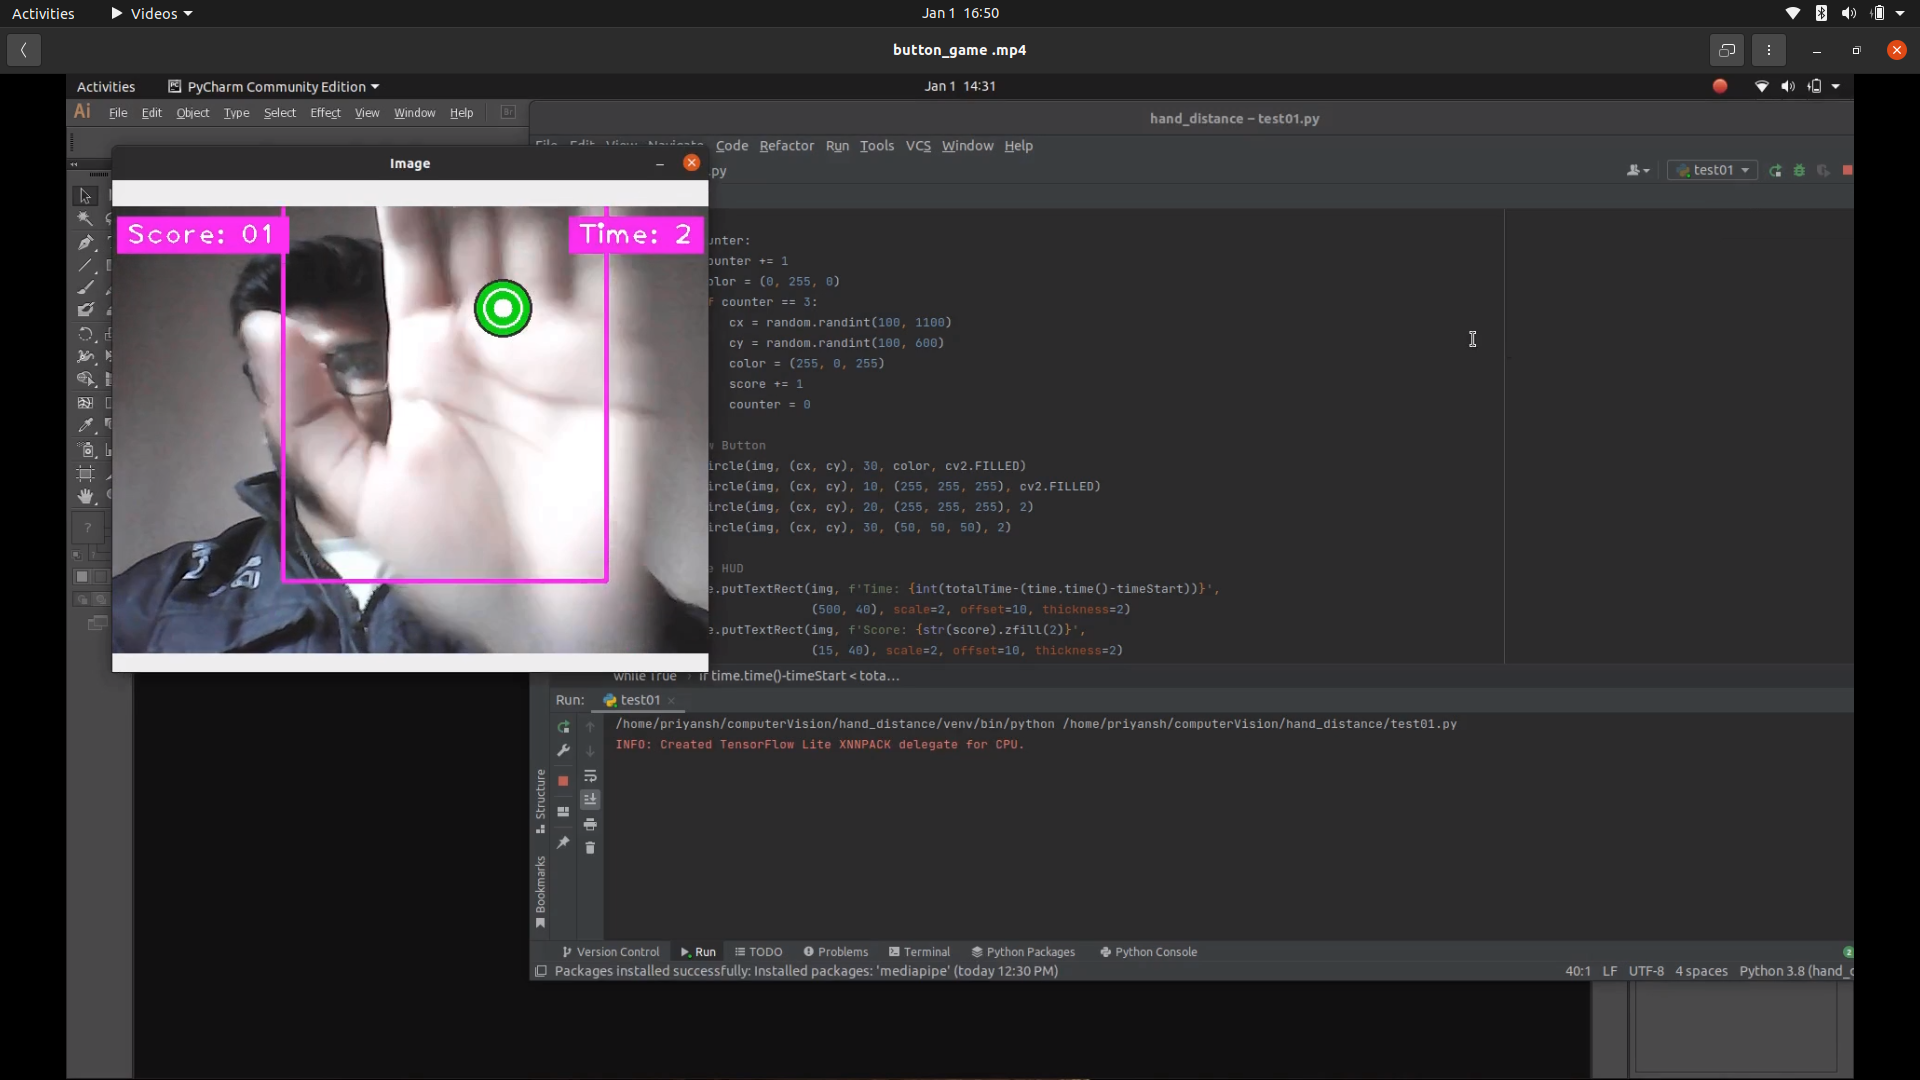 Activities Videos Jan 1 16:50
button_game .mp4
Activities PyCharm Community Edition Jan 1 14:31
Ai File Edit Object Type Select Effect View Window Help Br
hand_distance – test01.py
Code Refactor Run Tools VCS Window Help
Image
.py test01
Score: 01 Time: 2
unter:
ounter += 1
olor = (0, 255, 0)
f counter == 3:
cx = random.randint(100, 1100)
cy = random.randint(100, 600)
color = (255, 0, 255)
score += 1
counter = 0
w Button
ircle(img, (cx, cy), 30, color, cv2.FILLED)
ircle(img, (cx, cy), 10, (255, 255, 255), cv2.FILLED)
ircle(img, (cx, cy), 20, (255, 255, 255), 2)
ircle(img, (cx, cy), 30, (50, 50, 50), 2)
e HUD
e.putTextRect(img, f'Time: {int(totalTime-(time.time()-timeStart))}',
(500, 40), scale=2, offset=10, thickness=2)
e.putTextRect(img, f'Score: {str(score).zfill(2)}',
(15, 40), scale=2, offset=10, thickness=2)
while True › if time.time()-timeStart < tota...
Run: test01
/home/priyansh/computerVision/hand_distance/venv/bin/python /home/priyansh/computerVision/hand_distance/test01.py
INFO: Created TensorFlow Lite XNNPACK delegate for CPU.
Structure
Bookmarks
Version Control Run TODO Problems Terminal Python Packages Python Console
Packages installed successfully: Installed packages: 'mediapipe' (today 12:30 PM) 40:1 LF UTF-8 4 spaces Python 3.8 (hand_